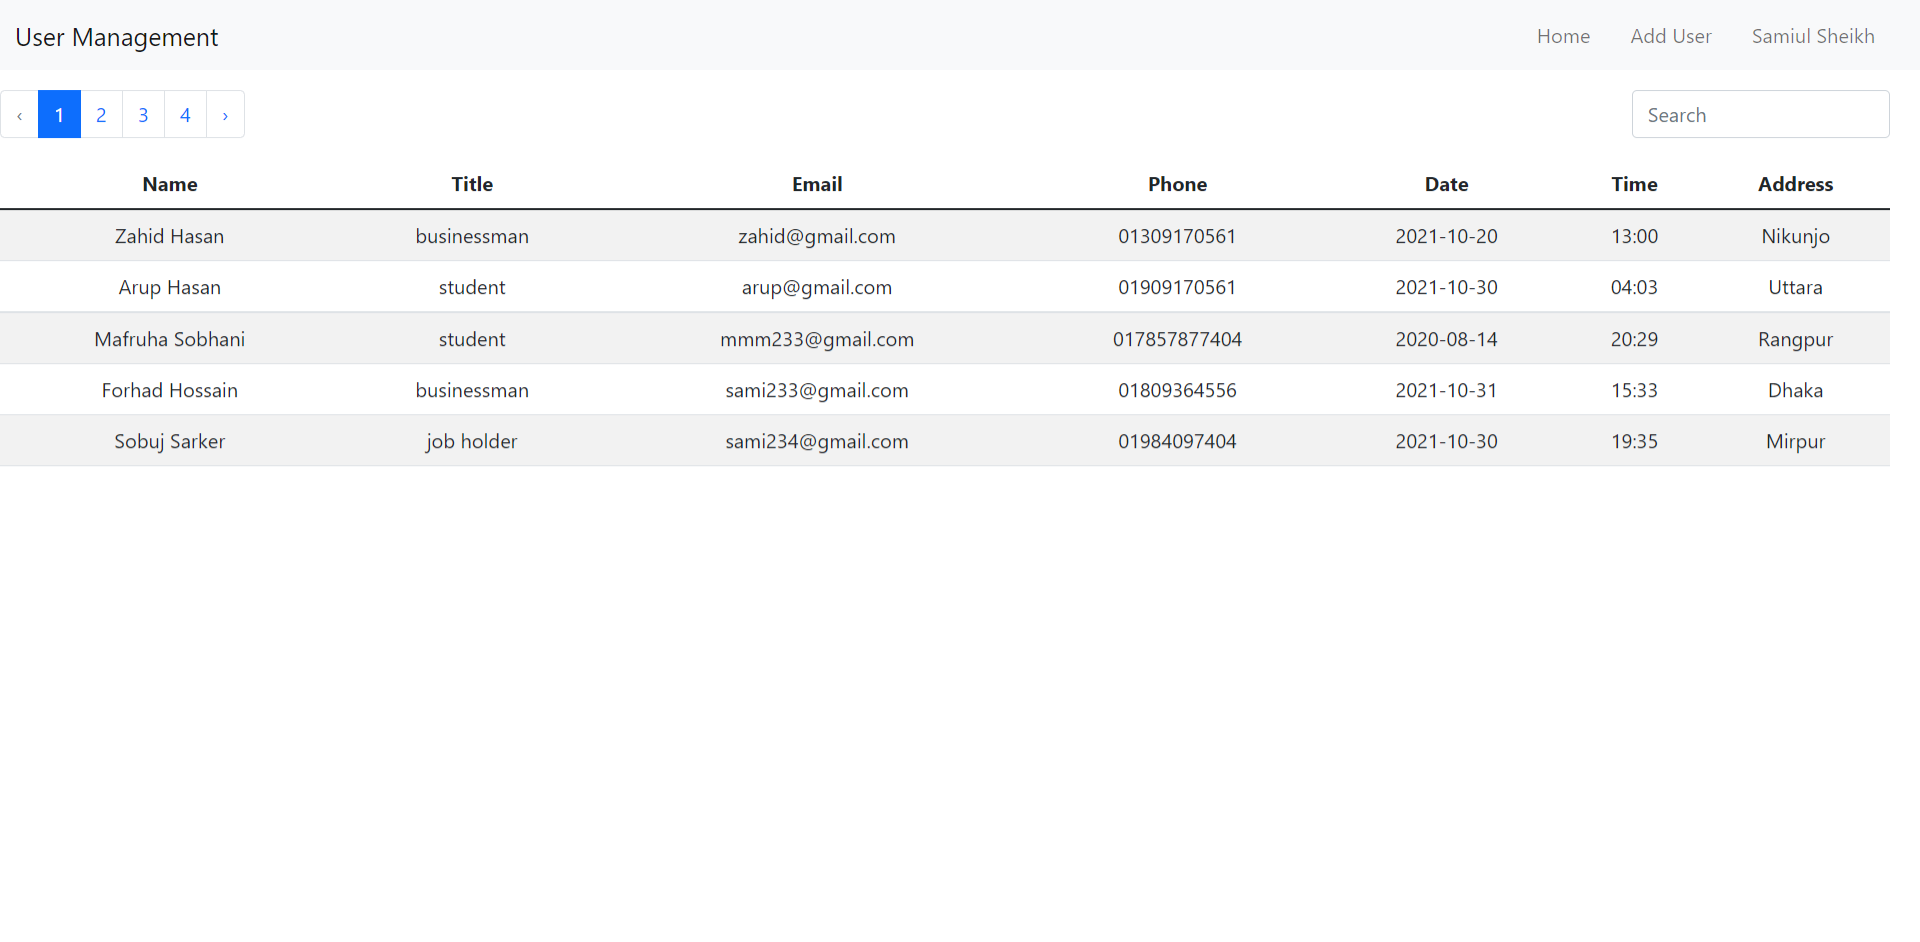 User Management Home Add User Samiul Sheikh
‹ 1 2 3 4 › Search
Name Title Email Phone Date Time Address
Zahid Hasan businessman zahid@gmail.com 01309170561 2021-10-20 13:00 Nikunjo
Arup Hasan student arup@gmail.com 01909170561 2021-10-30 04:03 Uttara
Mafruha Sobhani student mmm233@gmail.com 017857877404 2020-08-14 20:29 Rangpur
Forhad Hossain businessman sami233@gmail.com 01809364556 2021-10-31 15:33 Dhaka
Sobuj Sarker job holder sami234@gmail.com 01984097404 2021-10-30 19:35 Mirpur